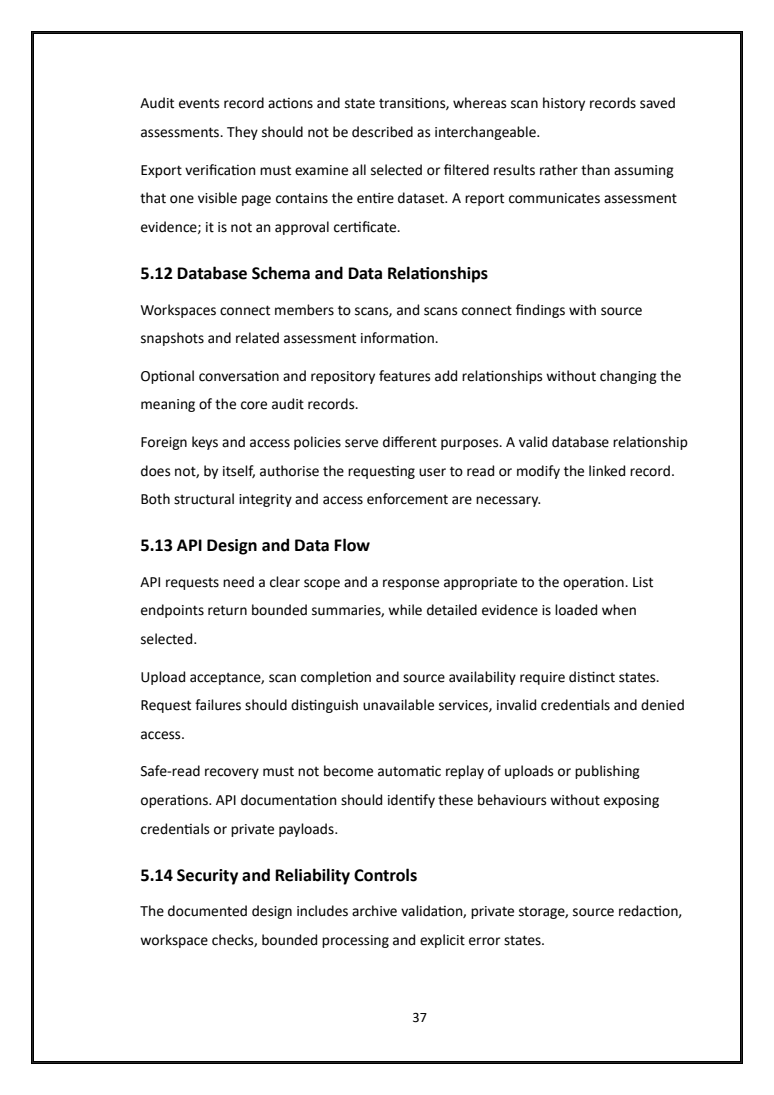 Audit events record actions and state transitions, whereas scan history records saved
assessments. They should not be described as interchangeable.
Export verification must examine all selected or filtered results rather than assuming
that one visible page contains the entire dataset. A report communicates assessment
evidence; it is not an approval certificate.
5.12 Database Schema and Data Relationships
Workspaces connect members to scans, and scans connect findings with source
snapshots and related assessment information.
Optional conversation and repository features add relationships without changing the
meaning of the core audit records.
Foreign keys and access policies serve different purposes. A valid database relationship
does not, by itself, authorise the requesting user to read or modify the linked record.
Both structural integrity and access enforcement are necessary.
5.13 API Design and Data Flow
API requests need a clear scope and a response appropriate to the operation. List
endpoints return bounded summaries, while detailed evidence is loaded when
selected.
Upload acceptance, scan completion and source availability require distinct states.
Request failures should distinguish unavailable services, invalid credentials and denied
access.
Safe-read recovery must not become automatic replay of uploads or publishing
operations. API documentation should identify these behaviours without exposing
credentials or private payloads.
5.14 Security and Reliability Controls
The documented design includes archive validation, private storage, source redaction,
workspace checks, bounded processing and explicit error states.
37